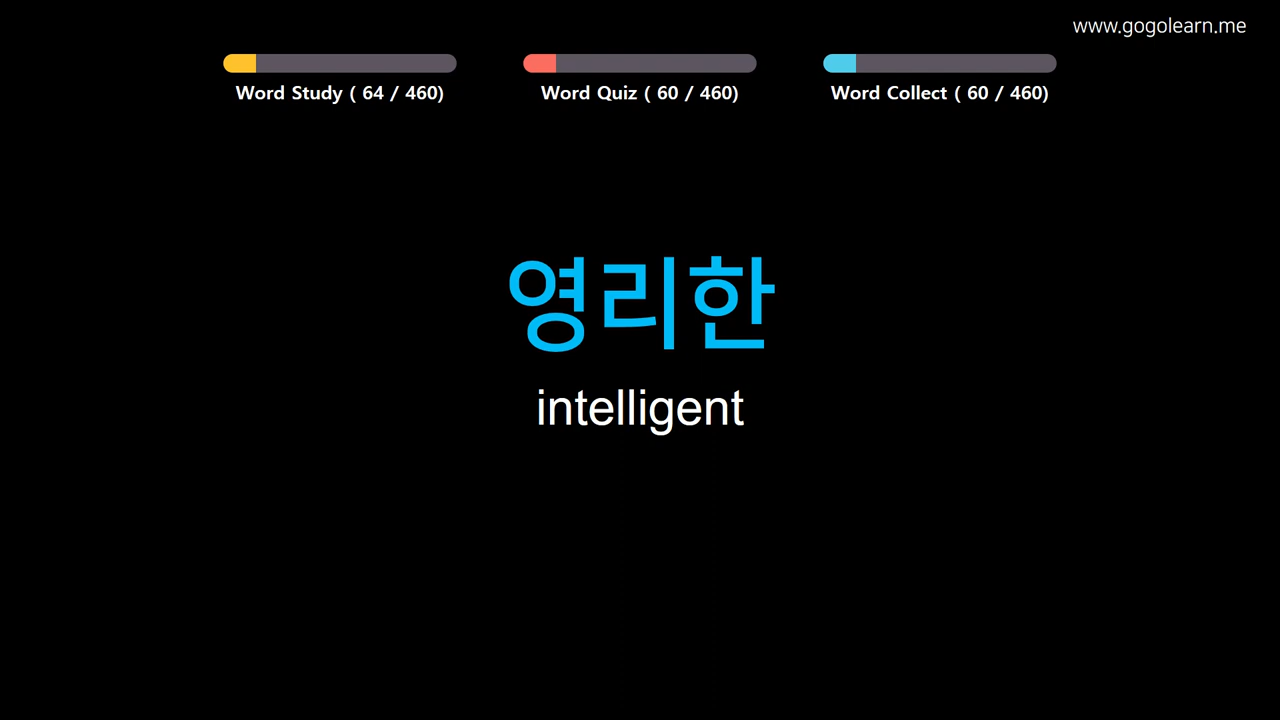 www.gogolearn.me
Word Study ( 64 / 460)
Word Quiz ( 60 / 460)
Word Collect ( 60 / 460)
영리한
intelligent